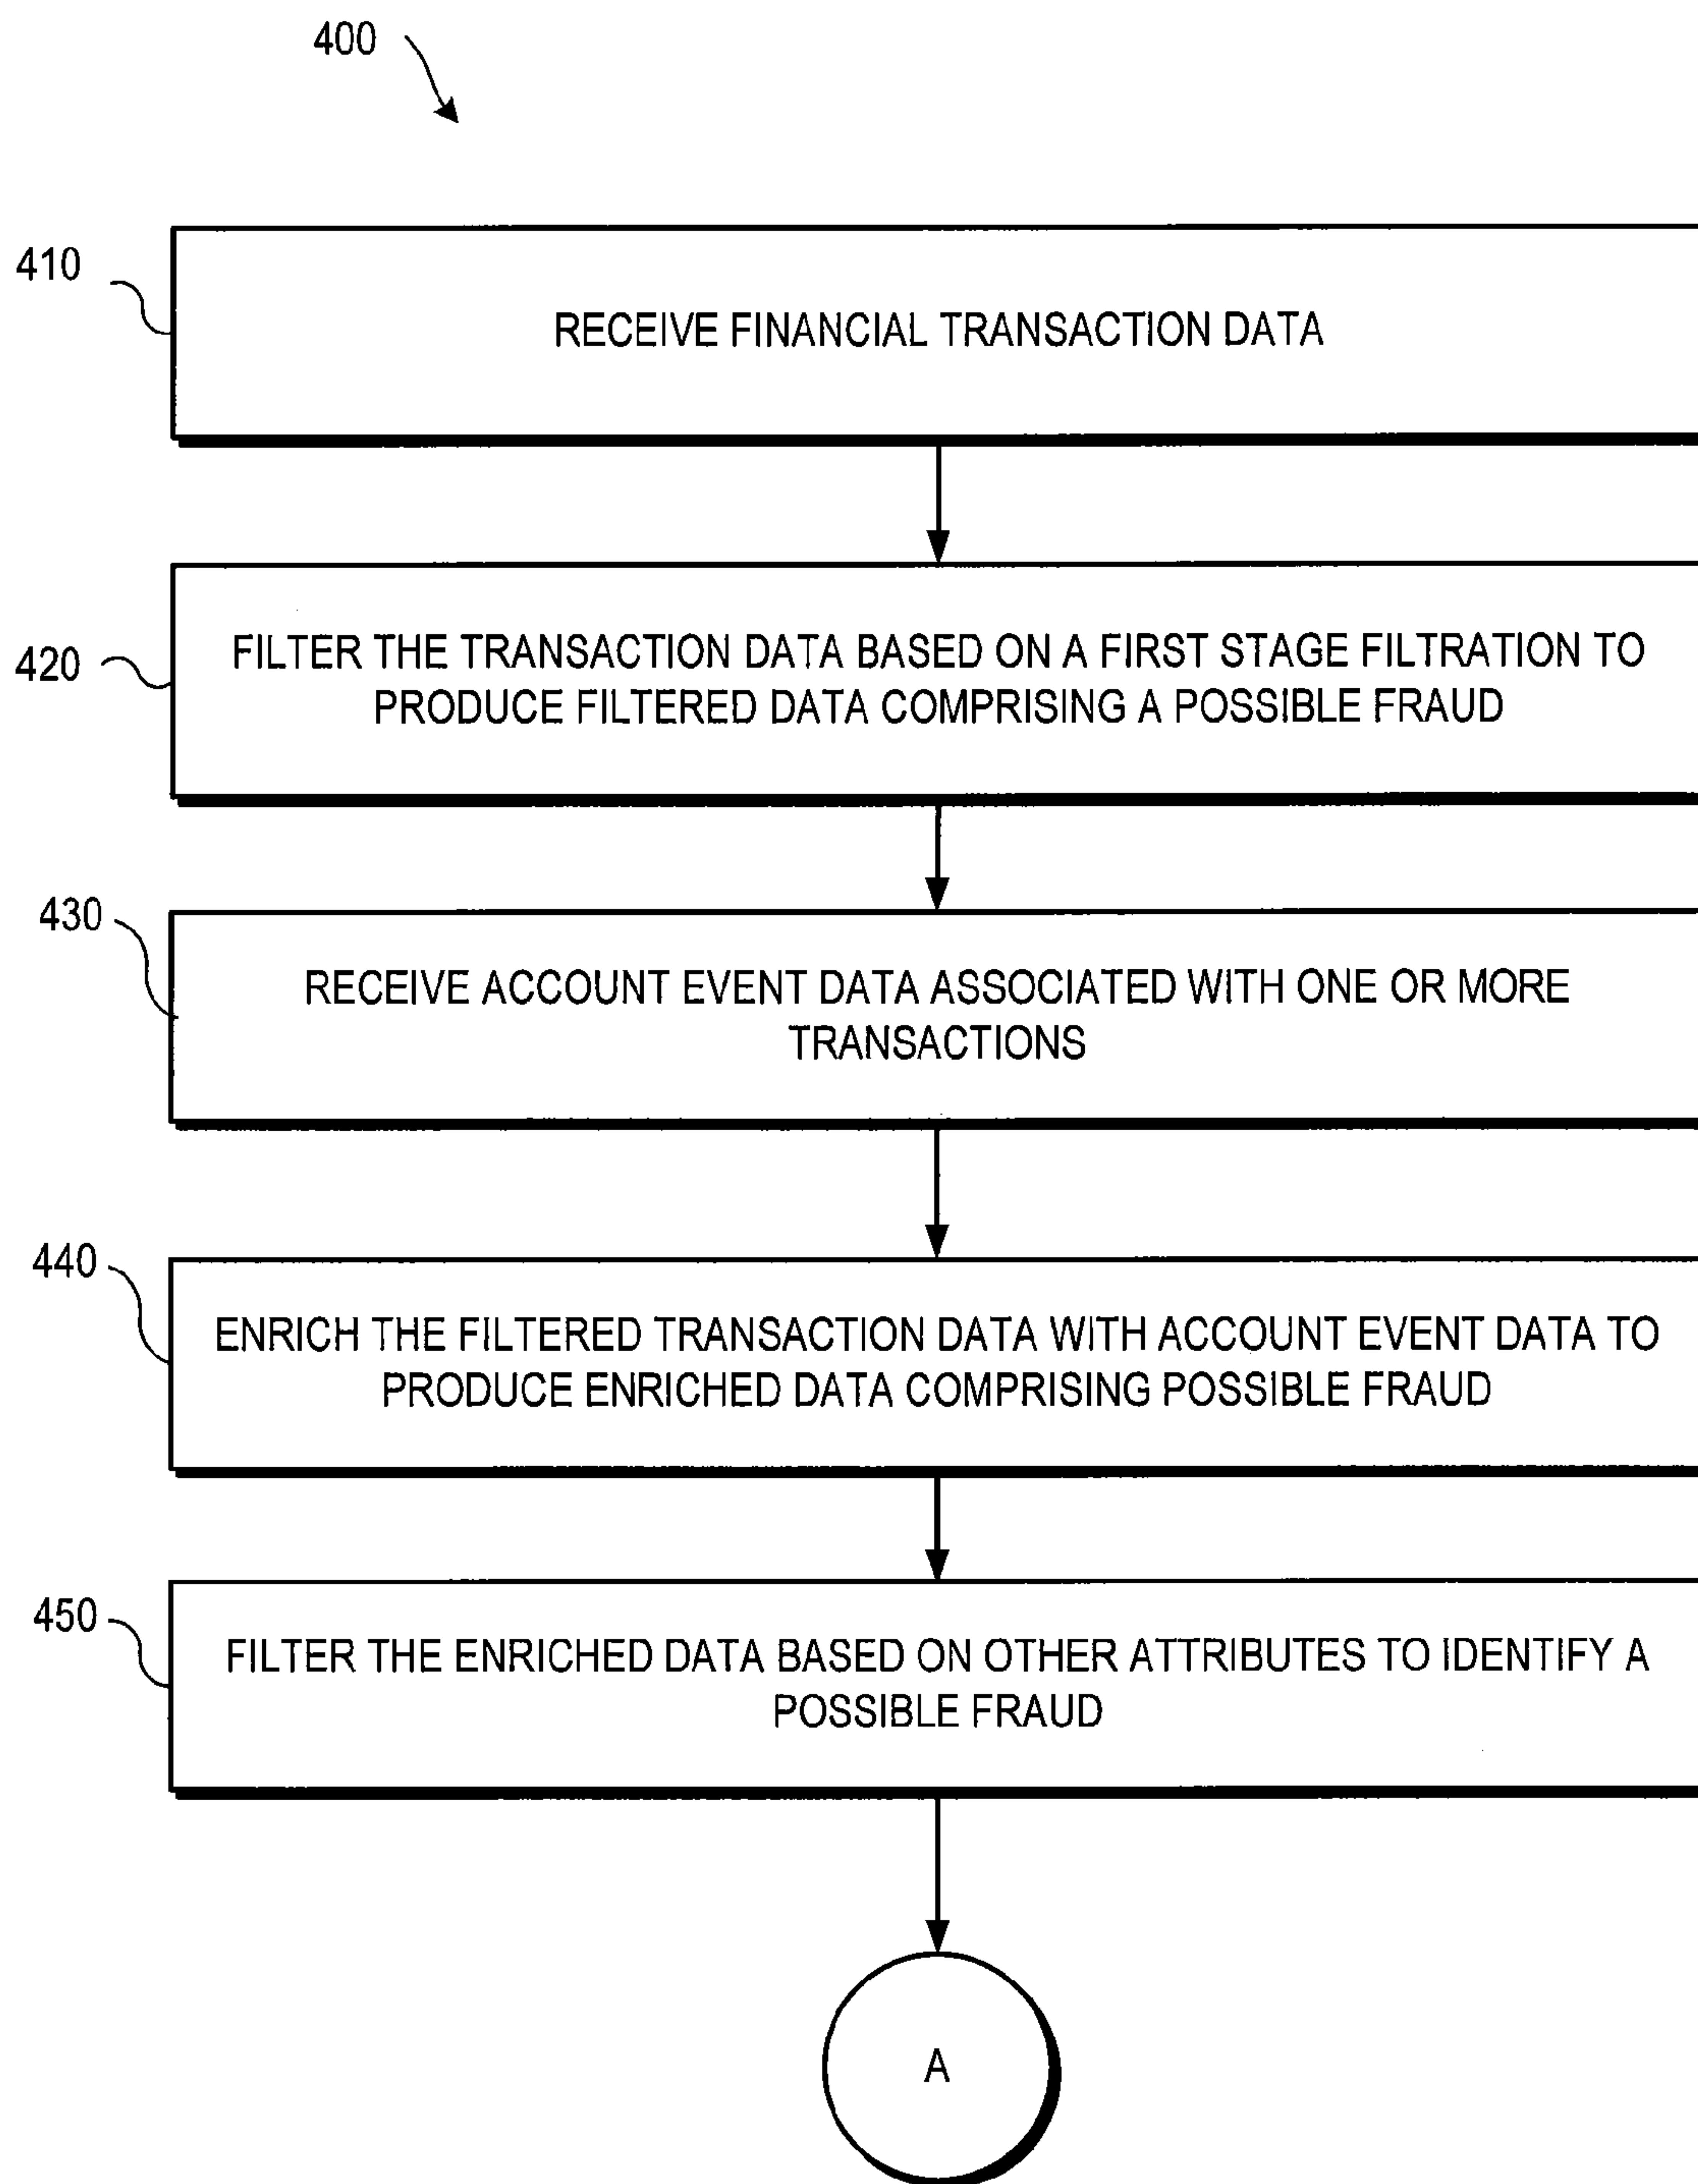 400
410
RECEIVE FINANCIAL TRANSACTION DATA
420
FILTER THE TRANSACTION DATA BASED ON A FIRST STAGE FILTRATION TO
PRODUCE FILTERED DATA COMPRISING A POSSIBLE FRAUD
430
RECEIVE ACCOUNT EVENT DATA ASSOCIATED WITH ONE OR MORE
TRANSACTIONS
440
ENRICH THE FILTERED TRANSACTION DATA WITH ACCOUNT EVENT DATA TO
PRODUCE ENRICHED DATA COMPRISING POSSIBLE FRAUD
450
FILTER THE ENRICHED DATA BASED ON OTHER ATTRIBUTES TO IDENTIFY A
POSSIBLE FRAUD
A